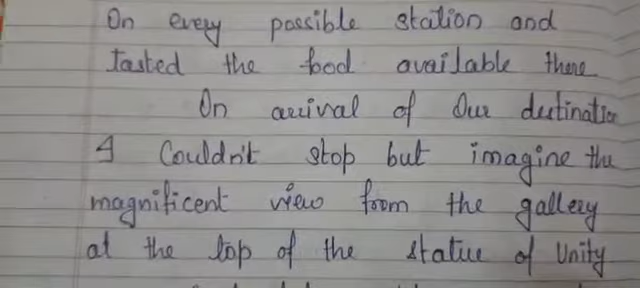 On every possible station and
tasted the food available there
On arrival of Our destination
I Couldn't stop but imagine the
magnificent view from the gallery
at the top of the statue of Unity